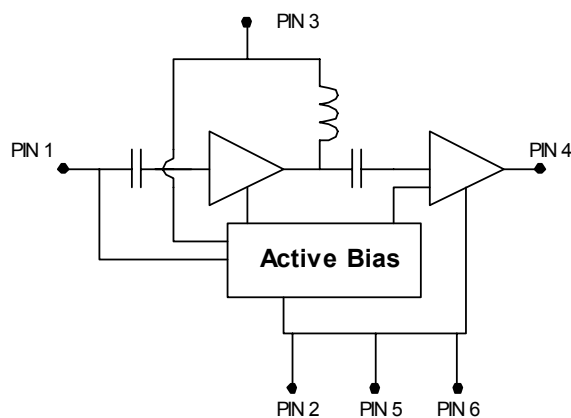 PIN 3
PIN 1
PIN 4
Active Bias
PIN 2
PIN 5
PIN 6